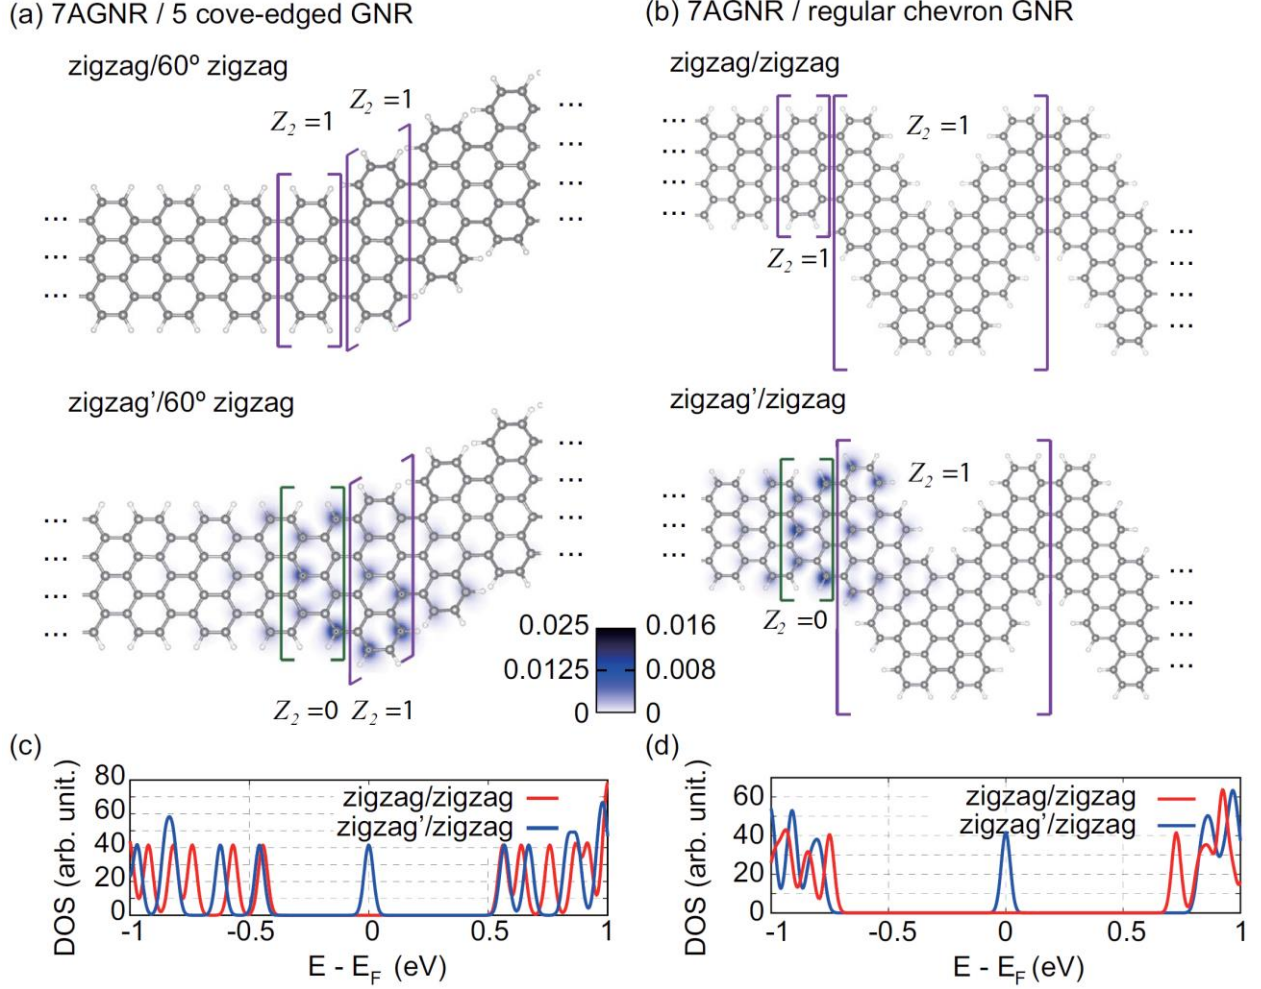 (a) 7AGNR / 5 cove-edged GNR
zigzag/60º zigzag
Z₂ =1
Z₂ =1
...
...
...
...
...
...
...
zigzag’/60º zigzag
...
...
...
...
...
...
...
Z₂ =0 Z₂ =1
0.025 0.016
0.0125 0.008
0 0
(b) 7AGNR / regular chevron GNR
zigzag/zigzag
Z₂ =1
...
...
...
...
Z₂ =1
...
...
...
...
zigzag’/zigzag
Z₂ =1
...
...
...
Z₂ =0
...
...
...
...
(c)
DOS (arb. unit.)
80
60
40
20
0
zigzag/zigzag
zigzag’/zigzag
-1 -0.5 0 0.5 1
E - E_F (eV)
(d)
DOS (arb. unit.)
60
40
20
0
zigzag/zigzag
zigzag’/zigzag
-1 -0.5 0 0.5 1
E - E_F (eV)